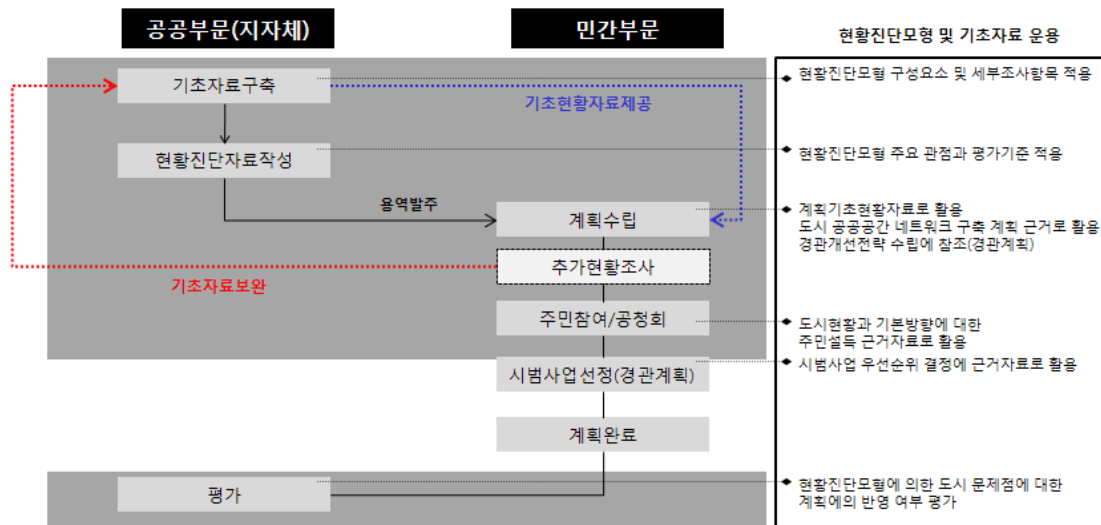 공공부문(지자체)
민간부문
현황진단모형 및 기초자료 운용
기초자료구축
현황진단모형 구성요소 및 세부조사항목 적용
기초현황자료제공
현황진단자료작성
현황진단모형 주요 관점과 평가기준 적용
용역발주
계획수립
계획기초현황자료로 활용
도시 공공공간 네트워크 구축 계획 근거로 활용
경관개선전략 수립에 참조(경관계획)
추가현황조사
기초자료보완
주민참여/공청회
도시현황과 기본방향에 대한
주민설득 근거자료로 활용
시범사업선정(경관계획)
시범사업 우선순위 결정에 근거자료로 활용
계획완료
평가
현황진단모형에 의한 도시 문제점에 대한
계획에의 반영 여부 평가